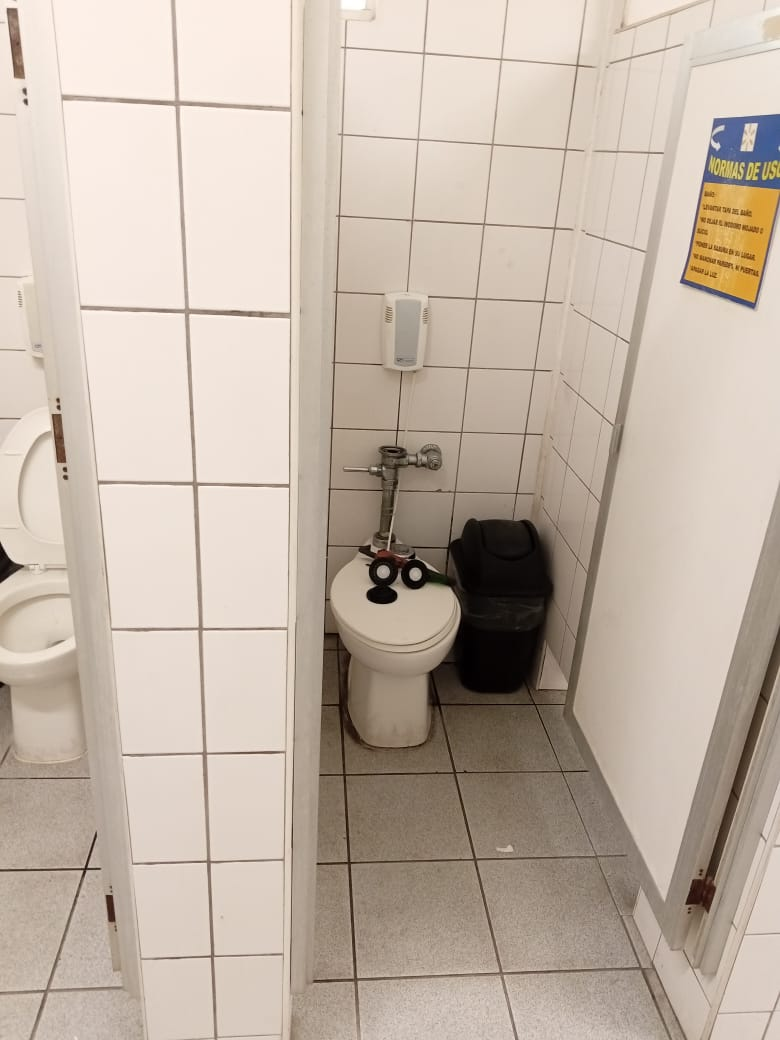 NORMAS DE USO
BAÑO:
*LEVANTAR TAPA DEL BAÑO.
*NO DEJAR EL INODORO MOJADO O
SUCIO.
*PONER LA BASURA EN SU LUGAR.
*NO MANCHAR PAREDES, NI PUERTAS.
*APAGAR LA LUZ.